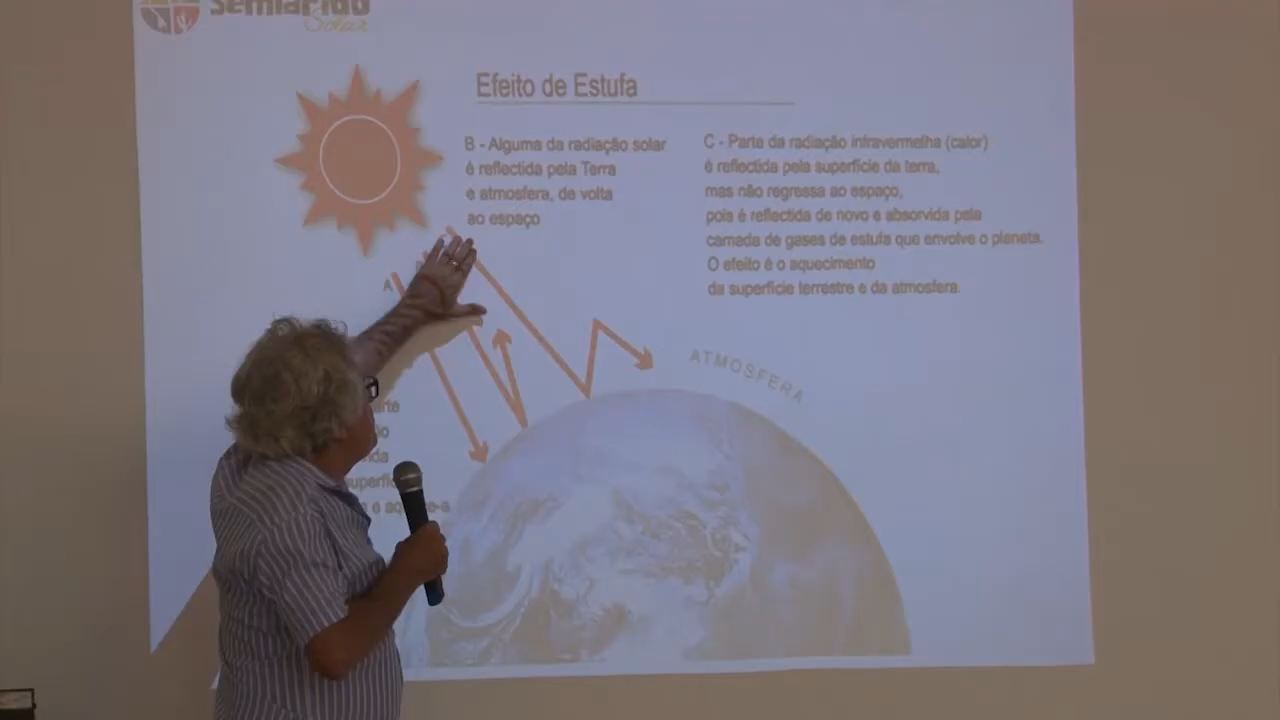 semiárido
Solar
Efeito de Estufa
B - Alguma da radiação solar
é reflectida pela Terra
e atmosfera, de volta
ao espaço
C - Parte da radiação infravermelha (calor)
é reflectida pela superfície da terra,
mas não regressa ao espaço,
pois é reflectida de novo e absorvida pela
camada de gases de estufa que envolve o planeta.
O efeito é o aquecimento
da superfície terrestre e da atmosfera.
A
ATMOSFERA